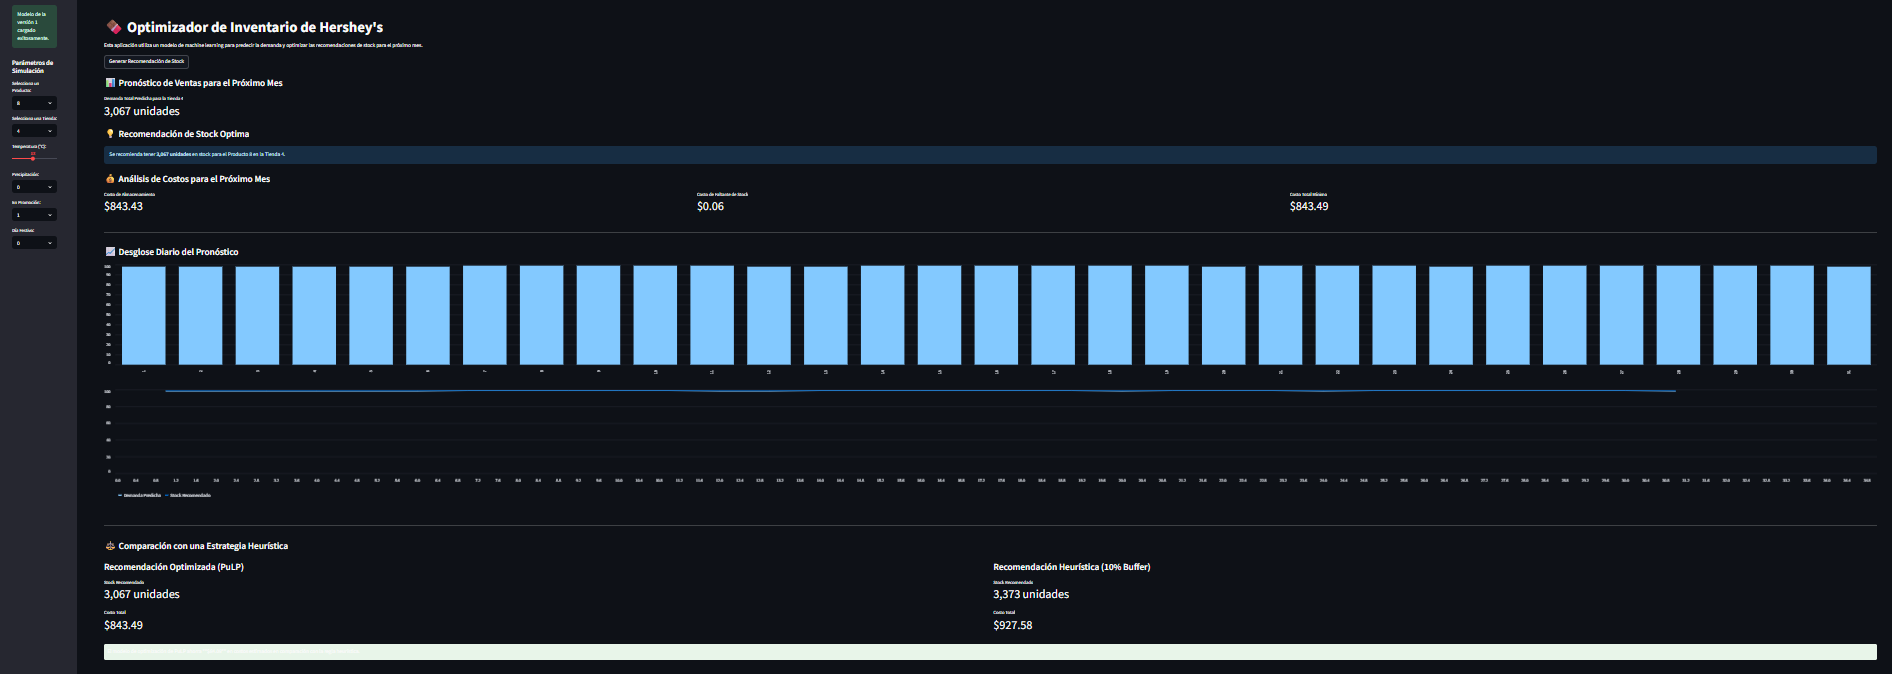 Modelo de la
versión 1
cargado
exitosamente.
Parámetros de
Simulación
Selecciona un
Producto:
8
Selecciona una Tienda:
4
Temperatura (°C):
Precipitación:
0
En Promoción:
1
Día Festivo:
0
Optimizador de Inventario de Hershey's
Esta aplicación utiliza un modelo de machine learning para predecir la demanda y optimizar las recomendaciones de stock para el próximo mes.
Generar Recomendación de Stock
Pronóstico de Ventas para el Próximo Mes
Demanda Total Predicha para la Tienda 4
3,067 unidades
Recomendación de Stock Optima
Se recomienda tener 3,067 unidades en stock para el Producto 8 en la Tienda 4.
Análisis de Costos para el Próximo Mes
Costo de Almacenamiento
$843.43
Costo de Faltante de Stock
$0.06
Costo Total Mínimo
$843.49
Desglose Diario del Pronóstico
100
90
80
70
60
50
40
30
20
10
0
1 2 3 4 5 6 7 8 9 10 11 12 13 14 15 16 17 18 19 20 21 22 23 24 25 26 27 28 29 30 31
100
80
60
40
20
0
Demanda Predicha Stock Recomendado
Comparación con una Estrategia Heurística
Recomendación Optimizada (PuLP)
Stock Recomendado
3,067 unidades
Costo Total
$843.49
Recomendación Heurística (10% Buffer)
Stock Recomendado
3,373 unidades
Costo Total
$927.58